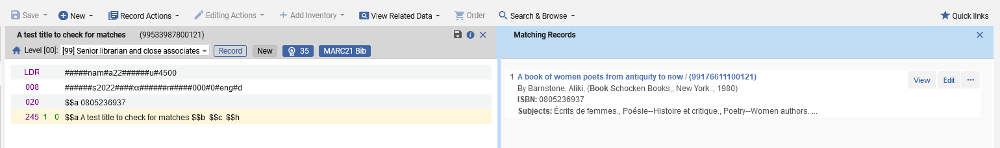 Save New Record Actions Editing Actions Add Inventory View Related Data Order Search & Browse Quick links
A test title to check for matches (99533987800121)
Level [00]: [99] Senior librarian and close associates Record New 35 MARC21 Bib
LDR #####nam#a22######u#4500
008 ######s2022####xx######r#####000#0#eng#d
020 $$a 0805236937
245 1 0 $$a A test title to check for matches $$b $$c $$h
Matching Records
1 A book of women poets from antiquity to now / (99176611100121)
View Edit ...
By Barnstone, Aliki, (Book Schocken Books,, New York :, 1980)
ISBN: 0805236937
Subjects: Écrits de femmes., Poésie--Histoire et critique., Poetry--Women authors. ...